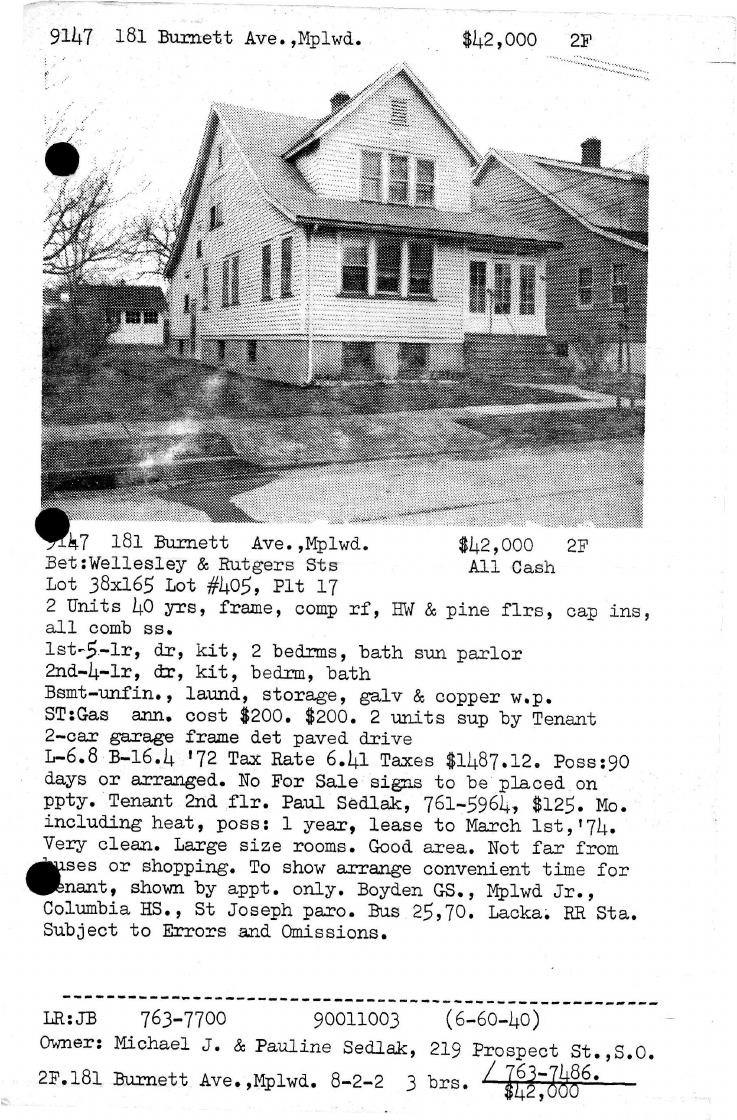 9147 181 Burnett Ave.,Mplwd. $42,000 2F
9147 181 Burnett Ave.,Mplwd. $42,000 2F
Bet:Wellesley & Rutgers Sts All Cash
Lot 38x165 Lot #405, Plt 17
2 Units 40 yrs, frame, comp rf, HW & pine flrs, cap ins,
all comb ss.
1st-5-lr, dr, kit, 2 bedrms, bath sun parlor
2nd-4-lr, dr, kit, bedrm, bath
Bsmt-unfin., laund, storage, galv & copper w.p.
ST:Gas ann. cost $200. $200. 2 units sup by Tenant
2-car garage frame det paved drive
L-6.8 B-16.4 '72 Tax Rate 6.41 Taxes $1487.12. Poss:90
days or arranged. No For Sale signs to be placed on
ppty. Tenant 2nd flr. Paul Sedlak, 761-5964, $125. Mo.
including heat, poss: 1 year, lease to March 1st,'74.
Very clean. Large size rooms. Good area. Not far from
buses or shopping. To show arrange convenient time for
tenant, shown by appt. only. Boyden GS., Mplwd Jr.,
Columbia HS., St Joseph paro. Bus 25,70. Lacka. RR Sta.
Subject to Errors and Omissions.
LR:JB 763-7700 90011003 (6-60-40)
Owner: Michael J. & Pauline Sedlak, 219 Prospect St.,S.O.
2F.181 Burnett Ave.,Mplwd. 8-2-2 3 brs. / 763-7486.
$42,000